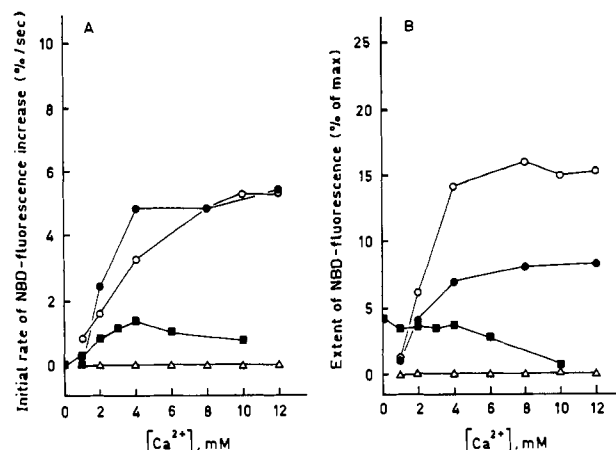 A
Initial rate of NBD-fluorescence increase (%/sec)
10
8
6
4
2
0
0 2 4 6 8 10 12
[Ca2+], mM
B
Extent of NBD-fluorescence (% of max)
25
20
15
10
5
0
0 2 4 6 8 10 12
[Ca2+], mM